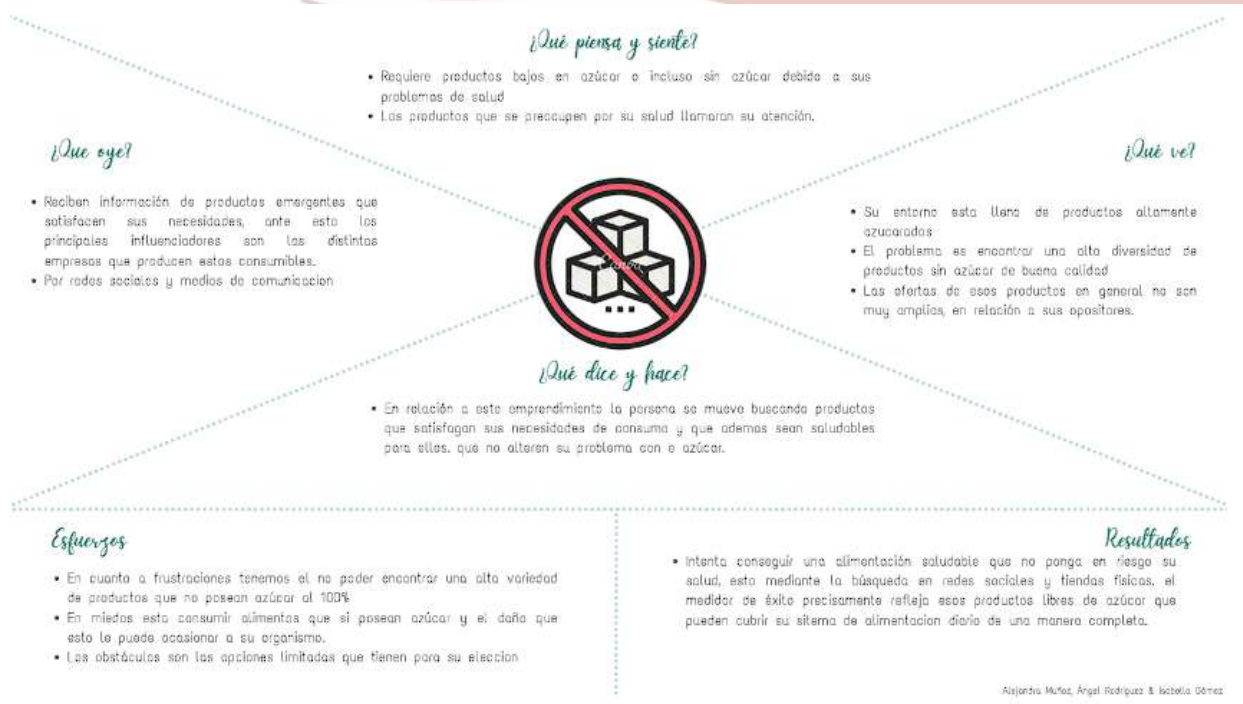 ¿Qué piensa y siente?
• Requiere productos bajos en azúcar o incluso sin azúcar debido a sus
problemas de salud
• Los productos que se preocupen por su salud llamaran su atención.
¿Que oye?
• Reciben información de productos emergentes que
satisfacen sus necesidades, ante esto los
principales influenciadores son las distintas
empresas que producen estos consumibles.
• Por redes sociales y medios de comunicacion
¿Qué ve?
• Su entorno esta lleno de productos altamente
azucarados
• El problema es encontrar una alta diversidad de
productos sin azúcar de buena calidad
• Las ofertas de esos productos en general no son
muy amplias, en relación a sus opositores.
Canva
¿Qué dice y hace?
• En relación a este emprendimiento la persona se mueve buscando productos
que satisfagan sus necesidades de consumo y que ademas sean saludables
para ellos. que no alteren su problema con e azúcar.
Esfuerzos
• En cuanto a frustraciones tenemos el no poder encontrar una alta variedad
de productos que no posean azúcar al 100%
• En miedos esta consumir alimentos que si posean azúcar y el daño que
esto le puede ocasionar a su organismo.
• Los obstáculos son las opciones limitadas que tienen para su eleccion
Resultados
• Intenta conseguir una alimentación saludable que no ponga en riesgo su
salud, esto mediante la búsqueda en redes sociales y tiendas físicas. el
medidor de éxito precisamente refleja esos productos libres de azúcar que
pueden cubrir su sitema de alimentacion diario de una manera completa.
Alejandra Muñoz, Ángel Rodríguez & Isabella Gómez